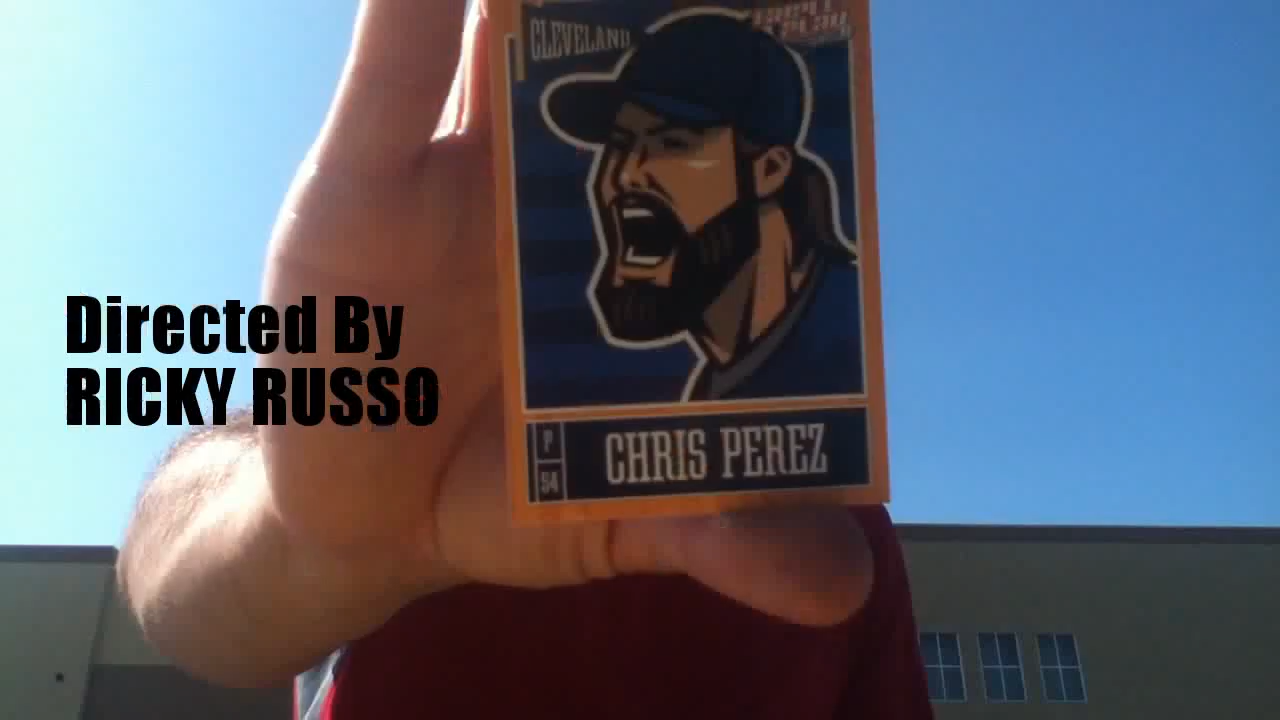 CLEVELAND
Directed By
RICKY RUSSO
P
54
CHRIS PEREZ